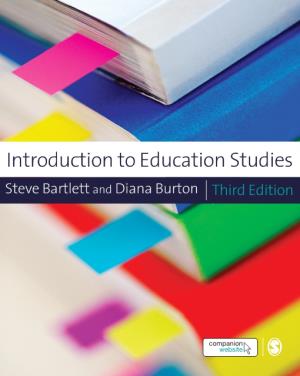 Introduction to Education Studies
Steve Bartlett and Diana Burton | Third Edition
companion
website
S